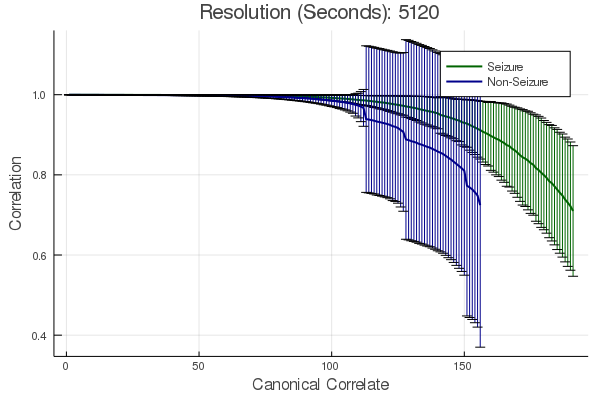 Resolution (Seconds): 5120
Seizure
Non-Seizure
1.0
0.8
0.6
0.4
Correlation
0
50
100
150
Canonical Correlate